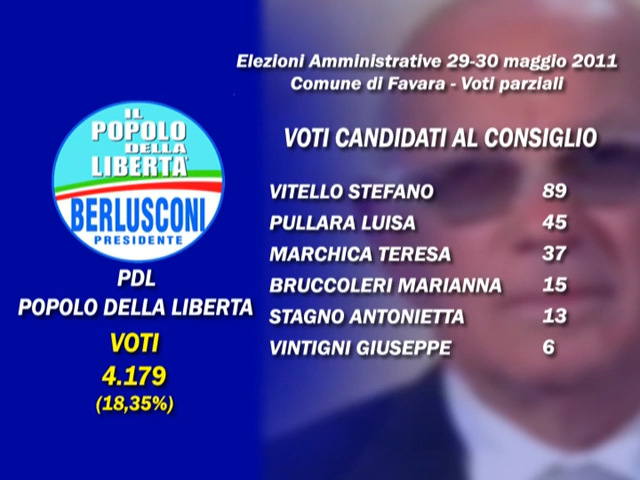 Elezioni Amministrative 29-30 maggio 2011
Comune di Favara - Voti parziali
IL
POPOLO
DELLA
LIBERTÀ
BERLUSCONI
PRESIDENTE
PDL
POPOLO DELLA LIBERTA
VOTI
4.179
(18,35%)
VOTI CANDIDATI AL CONSIGLIO
VITELLO STEFANO 89
PULLARA LUISA 45
MARCHICA TERESA 37
BRUCCOLERI MARIANNA 15
STAGNO ANTONIETTA 13
VINTIGNI GIUSEPPE 6